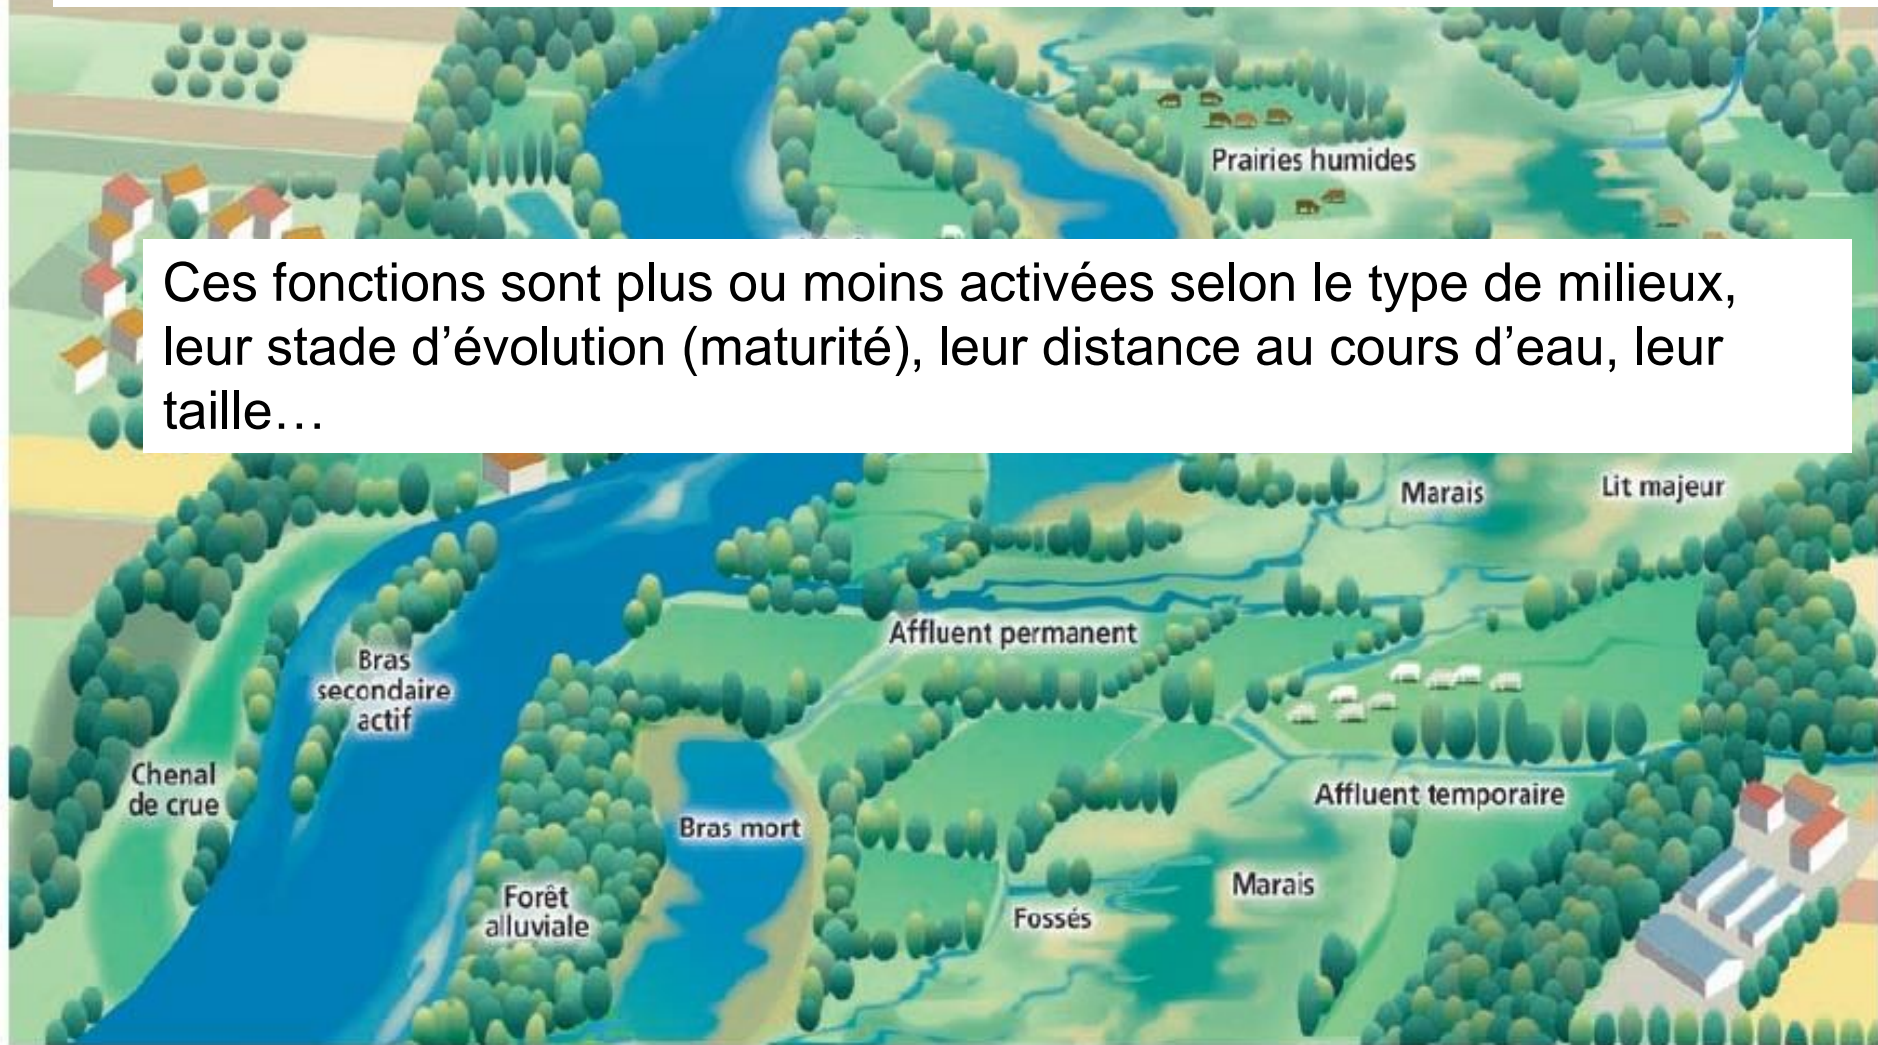 Prairies humides
Ces fonctions sont plus ou moins activées selon le type de milieux,
leur stade d’évolution (maturité), leur distance au cours d’eau, leur
taille…
Marais
Lit majeur
Affluent permanent
Bras
secondaire
actif
Chenal
de crue
Affluent temporaire
Bras mort
Forêt
alluviale
Marais
Fossés